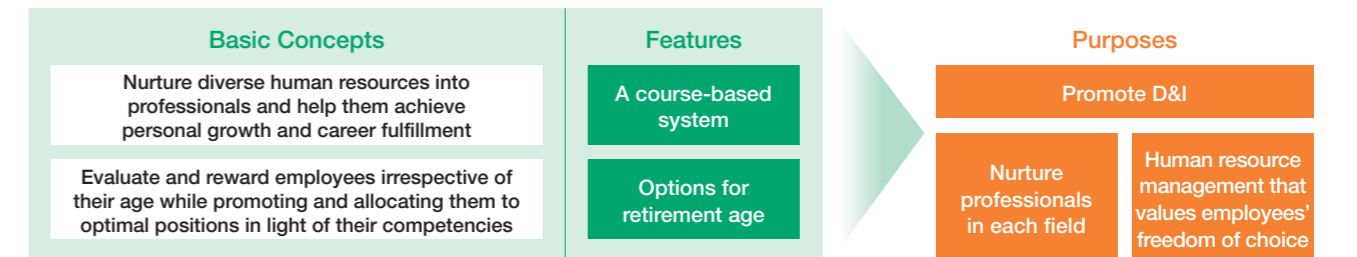 Basic Concepts
Nurture diverse human resources into
professionals and help them achieve
personal growth and career fulfillment
Evaluate and reward employees irrespective of
their age while promoting and allocating them to
optimal positions in light of their competencies
Features
A course-based
system
Options for
retirement age
Purposes
Promote D&I
Nurture
professionals
in each field
Human resource
management that
values employees’
freedom of choice